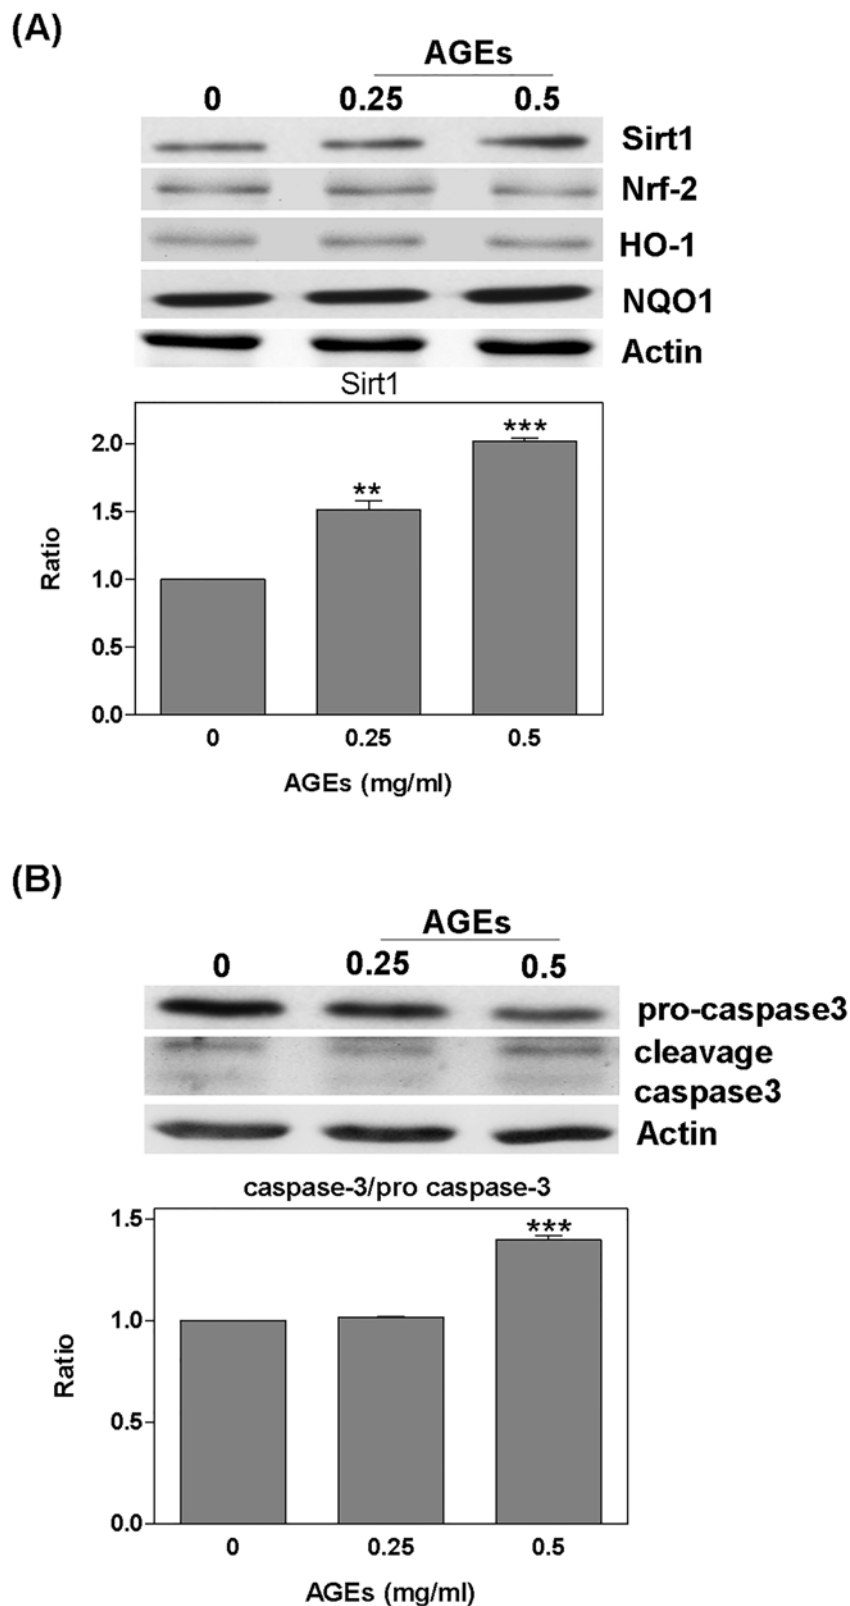 (A)
AGEs
0 0.25 0.5
Sirt1
Nrf-2
HO-1
NQO1
Actin
Sirt1
2.0
1.5
1.0
0.5
0.0
Ratio
** ***
0 0.25 0.5
AGEs (mg/ml)
(B)
AGEs
0 0.25 0.5
pro-caspase3
cleavage
caspase3
Actin
caspase-3/pro caspase-3
1.5
1.0
0.5
0.0
Ratio
***
0 0.25 0.5
AGEs (mg/ml)